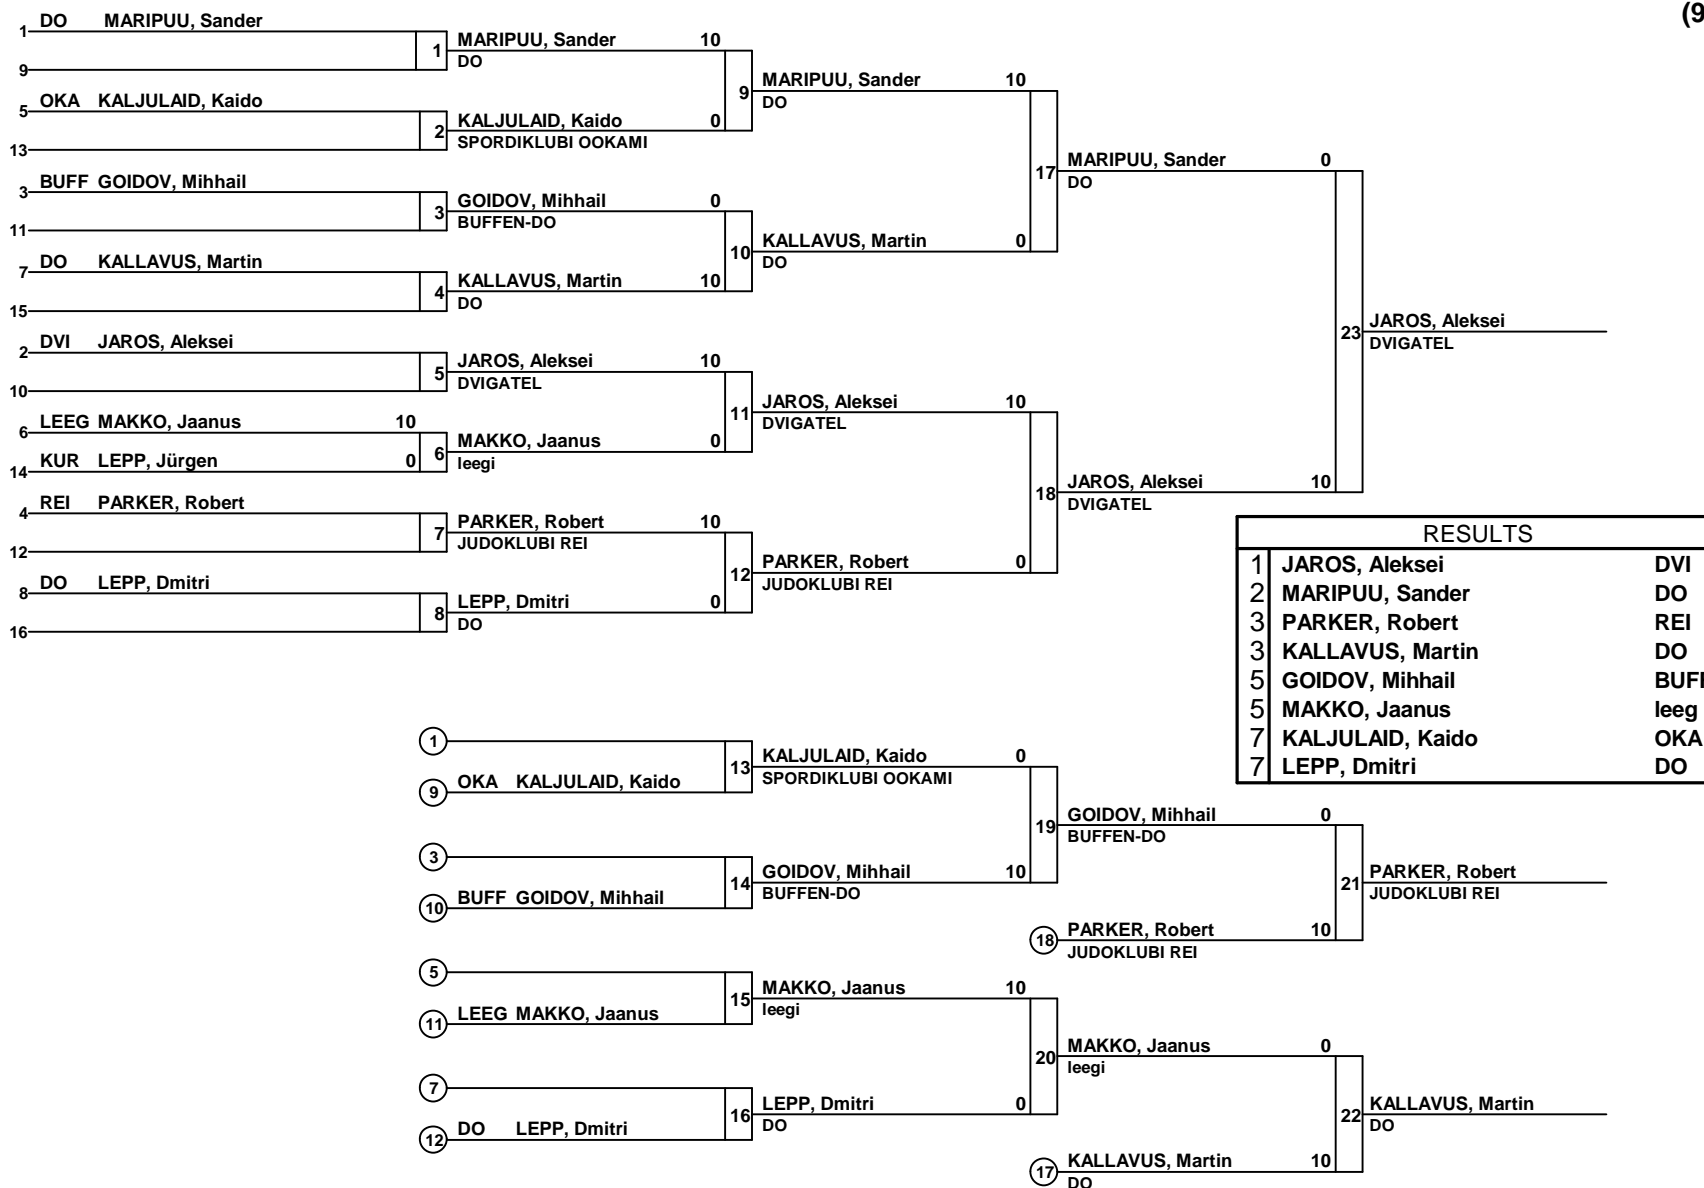 (9
1 DO MARIPUU, Sander
9
1 MARIPUU, Sander 10
DO
5 OKA KALJULAID, Kaido
13
2 KALJULAID, Kaido 0
SPORDIKLUBI OOKAMI
9 MARIPUU, Sander 10
DO
3 BUFF GOIDOV, Mihhail
11
3 GOIDOV, Mihhail 0
BUFFEN-DO
7 DO KALLAVUS, Martin
15
4 KALLAVUS, Martin 10
DO
10 KALLAVUS, Martin 0
DO
17 MARIPUU, Sander 0
DO
2 DVI JAROS, Aleksei
10
5 JAROS, Aleksei 10
DVIGATEL
6 LEEG MAKKO, Jaanus 10
14 KUR LEPP, Jürgen 0
6 MAKKO, Jaanus 0
leegi
11 JAROS, Aleksei 10
DVIGATEL
4 REI PARKER, Robert
12
7 PARKER, Robert 10
JUDOKLUBI REI
8 DO LEPP, Dmitri
16
8 LEPP, Dmitri 0
DO
12 PARKER, Robert 0
JUDOKLUBI REI
18 JAROS, Aleksei 10
DVIGATEL
23 JAROS, Aleksei
DVIGATEL
RESULTS
1 JAROS, Aleksei DVI
2 MARIPUU, Sander DO
3 PARKER, Robert REI
3 KALLAVUS, Martin DO
5 GOIDOV, Mihhail BUFF
5 MAKKO, Jaanus leeg
7 KALJULAID, Kaido OKA
7 LEPP, Dmitri DO
1
9 OKA KALJULAID, Kaido
13 KALJULAID, Kaido 0
SPORDIKLUBI OOKAMI
3
10 BUFF GOIDOV, Mihhail
14 GOIDOV, Mihhail 10
BUFFEN-DO
19 GOIDOV, Mihhail 0
BUFFEN-DO
18 PARKER, Robert 10
JUDOKLUBI REI
21 PARKER, Robert
JUDOKLUBI REI
5
11 LEEG MAKKO, Jaanus
15 MAKKO, Jaanus 10
leegi
7
12 DO LEPP, Dmitri
16 LEPP, Dmitri 0
DO
20 MAKKO, Jaanus 0
leegi
17 KALLAVUS, Martin 10
DO
22 KALLAVUS, Martin
DO